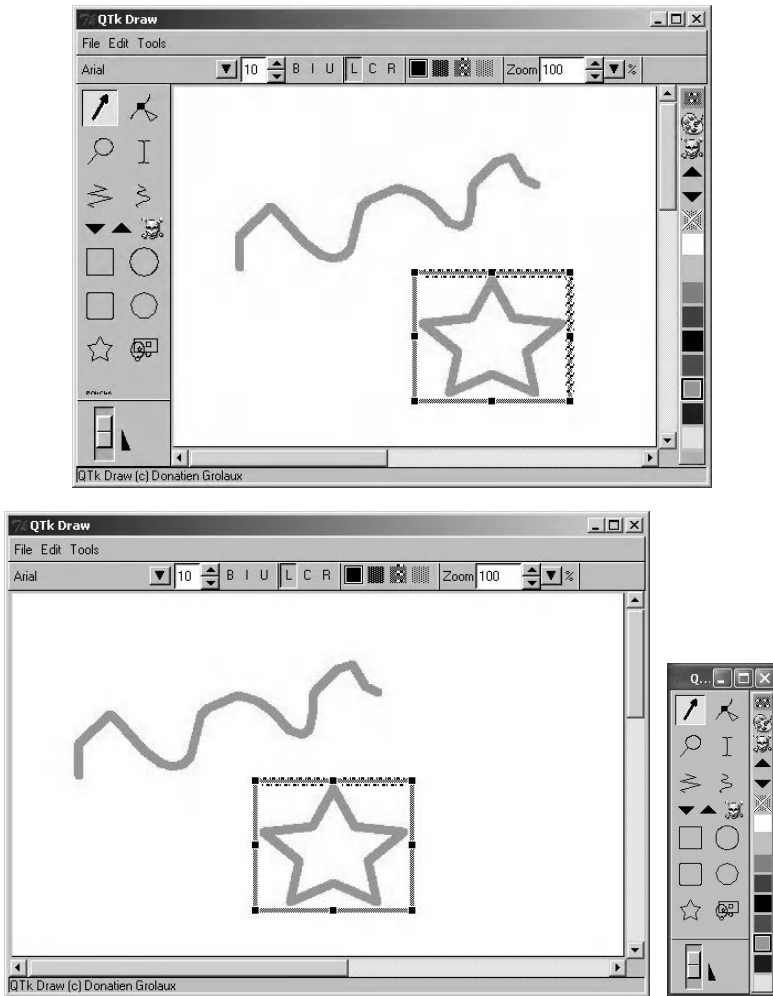 QTk Draw
File Edit Tools
Arial 10 B I U L C R Zoom 100 %
QTk Draw (c) Donatien Grolaux
QTk Draw
File Edit Tools
Arial 10 B I U L C R Zoom 100 %
Q...
QTk Draw (c) Donatien Grolaux